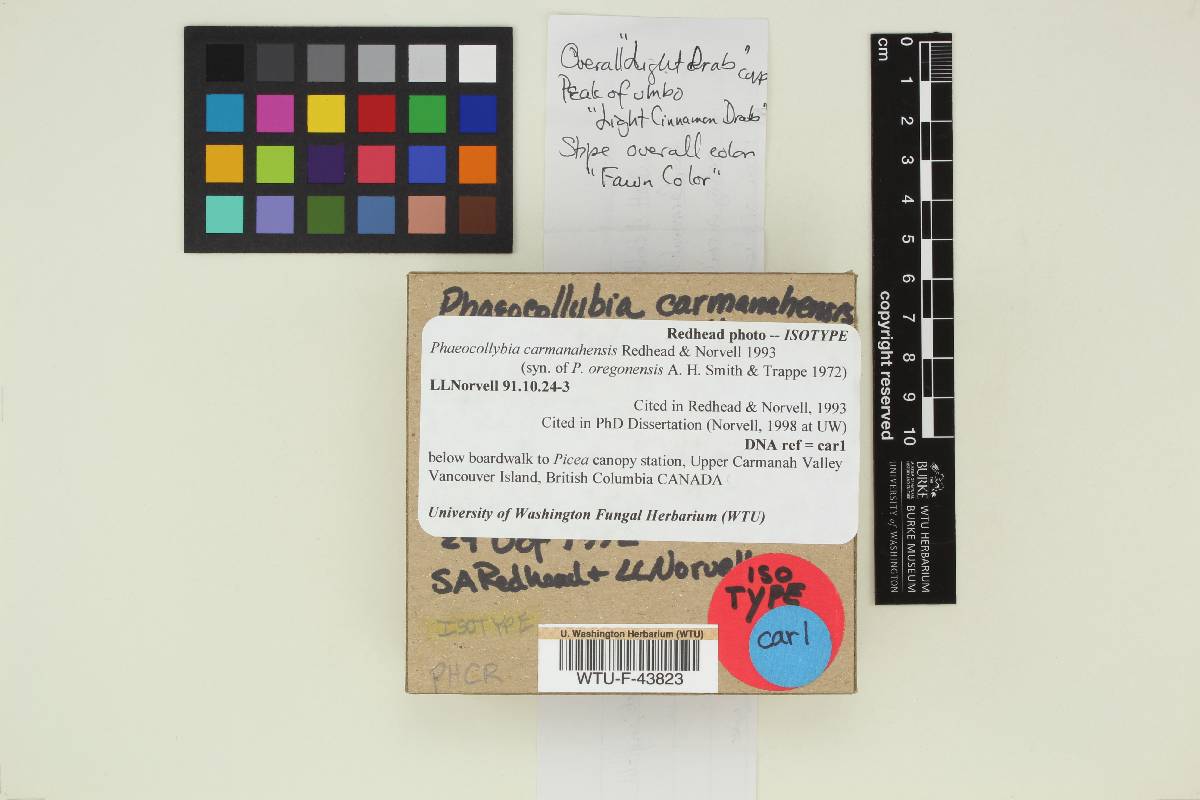 Overall "Light Drab" cap
Peak of umbo
"Light Cinnamon Drab"
Stipe overall color
"Fawn Color"
Phaeocollybia carmanahensis
Redhead photo -- ISOTYPE
Phaeocollybia carmanahensis Redhead & Norvell 1993
(syn. of P. oregonensis A. H. Smith & Trappe 1972)
LLNorvell 91.10.24-3
Cited in Redhead & Norvell, 1993
Cited in PhD Dissertation (Norvell, 1998 at UW)
DNA ref = car1
below boardwalk to Picea canopy station, Upper Carmanah Valley
Vancouver Island, British Columbia CANADA
University of Washington Fungal Herbarium (WTU)
24 Oct
SARedhead + LLNorvell
ISOTYPE
PHCR
ISO
TYPE
car1
U. Washington Herbarium (WTU)
WTU-F-43823
cm
0
1
2
3
4
5
6
7
8
9
10
copyright reserved
THE
BURKE
UNIVERSITY of WASHINGTON
WTU HERBARIUM
BURKE MUSEUM